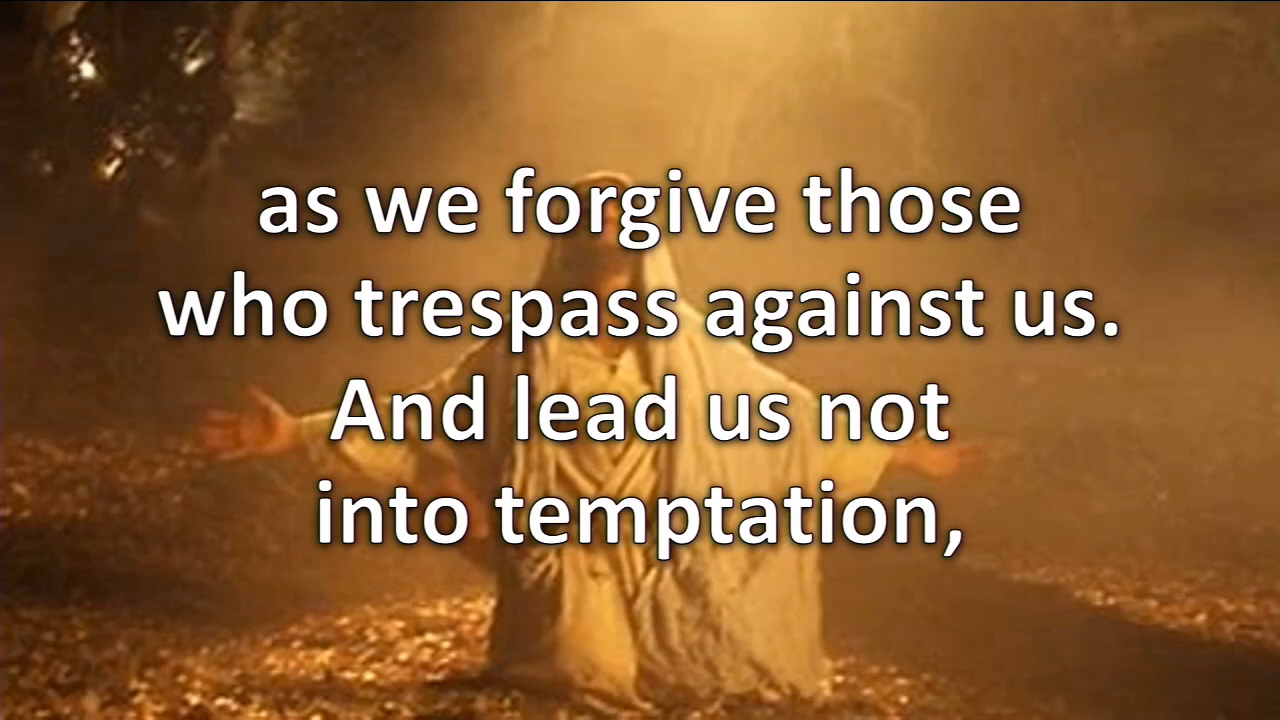 as we forgive those
who trespass against us.
And lead us not
into temptation,